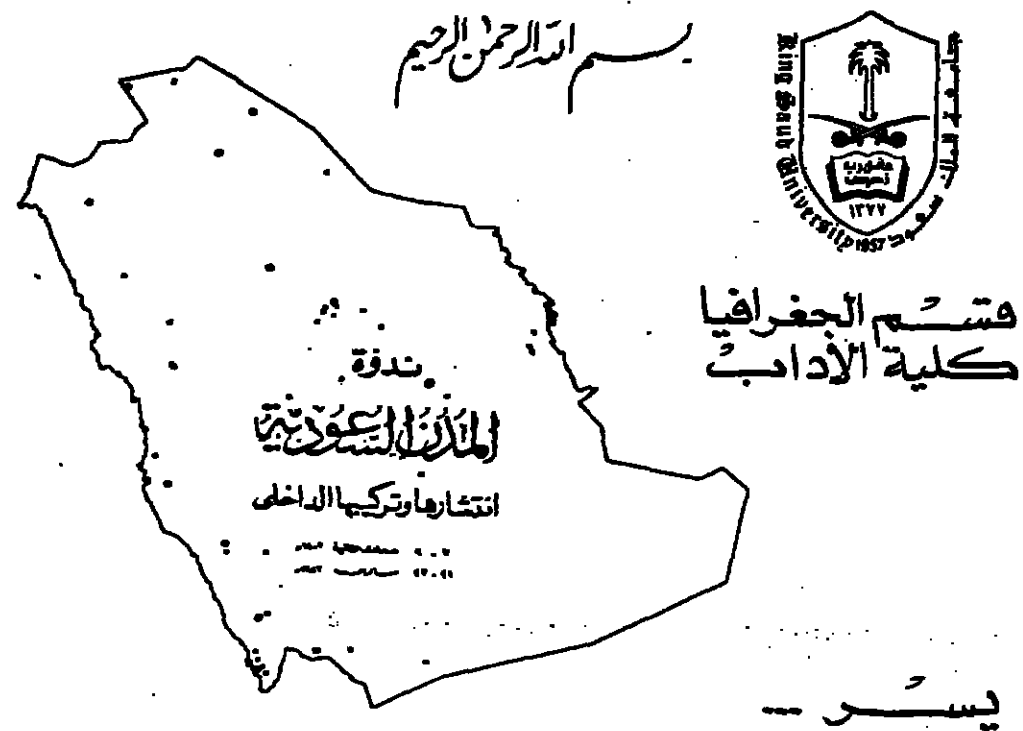 بسم الله الرحمن الرحيم
جامعة الملك سعود
King Saud University 1957
١٣٧٧
قسم الجغرافيا
كلية الآداب
ندوة
المدن السعودية
انتشارها وتركيبها الداخلي
يسر --